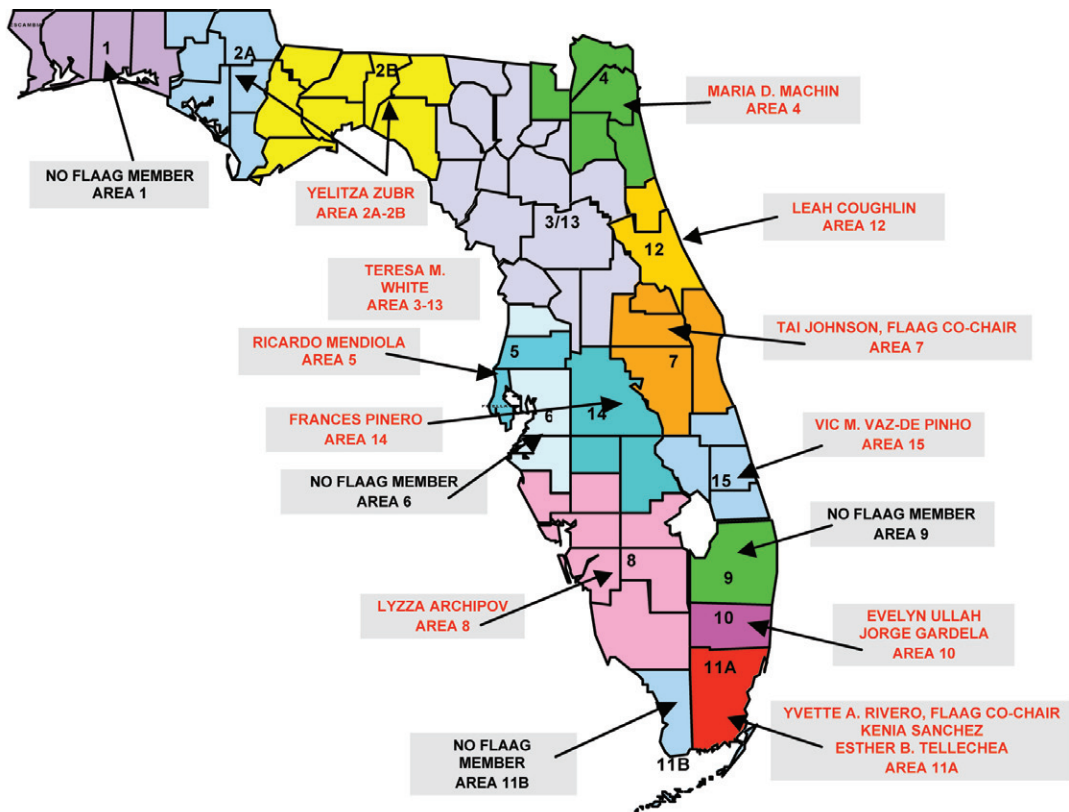 ESCAMBIA
1
2A
2B
4
MARIA D. MACHIN
AREA 4
NO FLAAG MEMBER
AREA 1
YELITZA ZUBR
AREA 2A-2B
LEAH COUGHLIN
AREA 12
3/13
12
TERESA M.
WHITE
AREA 3-13
TAI JOHNSON, FLAAG CO-CHAIR
AREA 7
RICARDO MENDIOLA
AREA 5
5
7
FRANCES PINERO
AREA 14
6
14
VIC M. VAZ-DE PINHO
AREA 15
NO FLAAG MEMBER
AREA 6
15
NO FLAAG MEMBER
AREA 9
8
9
LYZZA ARCHIPOV
AREA 8
10
EVELYN ULLAH
JORGE GARDELA
AREA 10
11A
YVETTE A. RIVERO, FLAAG CO-CHAIR
KENIA SANCHEZ
ESTHER B. TELLECHEA
AREA 11A
NO FLAAG
MEMBER
AREA 11B
11B